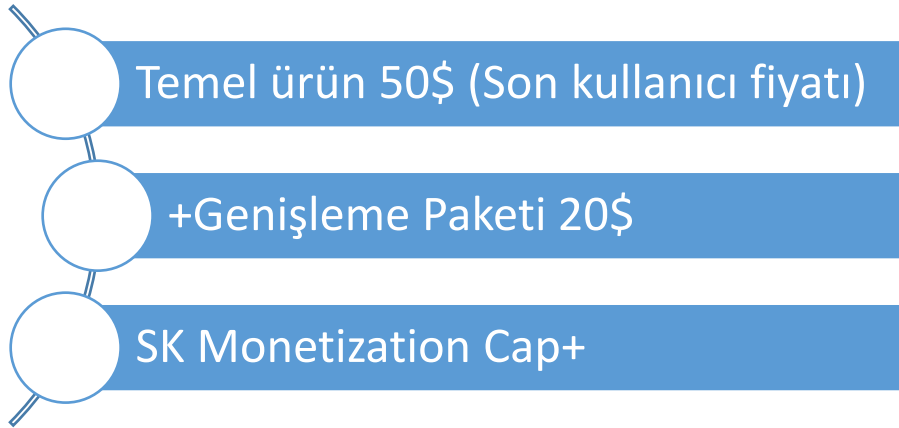 Temel ürün 50$ (Son kullanıcı fiyatı)
+Genişleme Paketi 20$
SK Monetization Cap+